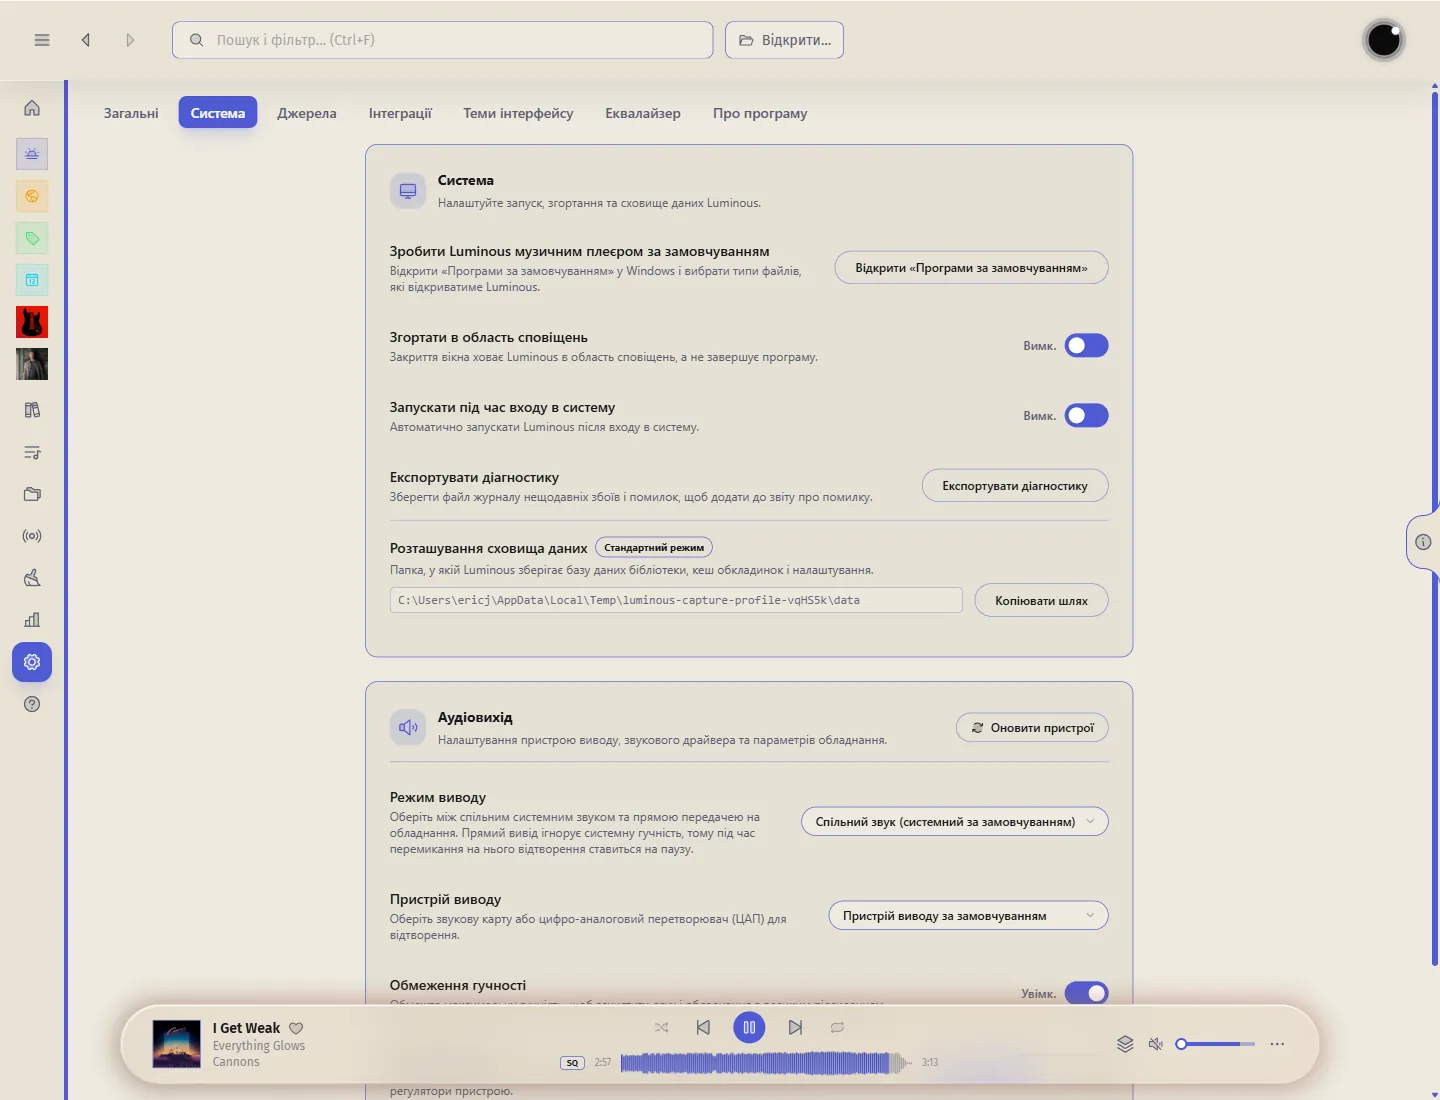 Пошук і фільтр... (Ctrl+F)
Відкрити...
Загальні
Система
Джерела
Інтеграції
Теми інтерфейсу
Еквалайзер
Про програму
Система
Налаштуйте запуск, згортання та сховище даних Luminous.
Зробити Luminous музичним плеєром за замовчуванням
Відкрити «Програми за замовчуванням» у Windows і вибрати типи файлів,
які відкриватиме Luminous.
Відкрити «Програми за замовчуванням»
Згортати в область сповіщень
Закриття вікна ховає Luminous в область сповіщень, а не завершує програму.
Вимк.
Запускати під час входу в систему
Автоматично запускати Luminous після входу в систему.
Вимк.
Експортувати діагностику
Зберегти файл журналу нещодавніх збоїв і помилок, щоб додати до звіту про помилку.
Експортувати діагностику
Розташування сховища даних
Стандартний режим
Папка, у якій Luminous зберігає базу даних бібліотеки, кеш обкладинок і налаштування.
C:\Users\ericj\AppData\Local\Temp\luminous-capture-profile-vqHS5k\data
Копіювати шлях
Аудіовихід
Налаштування пристрою виводу, звукового драйвера та параметрів обладнання.
Оновити пристрої
Режим виводу
Оберіть між спільним системним звуком та прямою передачею на
обладнання. Прямий вивід ігнорує системну гучність, тому під час
перемикання на нього відтворення ставиться на паузу.
Спільний звук (системний за замовчуванням)
Пристрій виводу
Оберіть звукову карту або цифро-аналоговий перетворювач (ЦАП) для
відтворення.
Пристрій виводу за замовчуванням
Обмеження гучності
Увімк.
I Get Weak
Everything Glows
Cannons
SQ
2:57
3:13
регулятори пристрою.
12